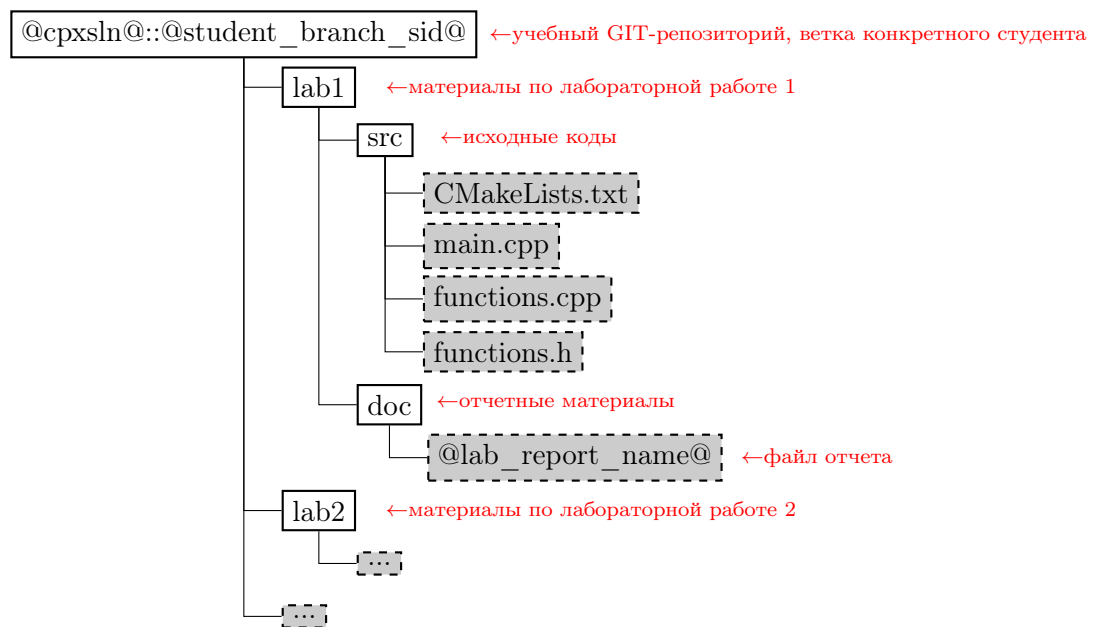 @cpxsln@::@student_branch_sid@ ←учебный GIT-репозиторий, ветка конкретного студента
lab1 ←материалы по лабораторной работе 1
src ←исходные коды
CMakeLists.txt
main.cpp
functions.cpp
functions.h
doc ←отчетные материалы
@lab_report_name@ ←файл отчета
lab2 ←материалы по лабораторной работе 2
...
...